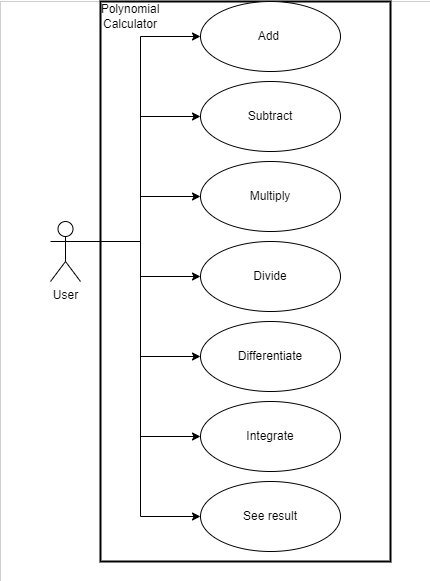 Polynomial
Calculator
Add
Subtract
Multiply
Divide
User
Differentiate
Integrate
See result